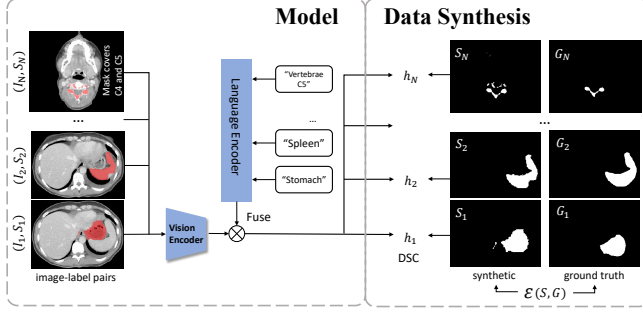 Model
Data Synthesis
(I_N, S_N)
Mask covers
C4 and C5
...
(I_2, S_2)
(I_1, S_1)
image-label pairs
Vision
Encoder
Language Encoder
"Vertebrae
C5"
...
"Spleen"
"Stomach"
Fuse
h_N
h_2
h_1
DSC
S_N
G_N
...
S_2
G_2
S_1
G_1
synthetic
ground truth
ℰ(S, G)